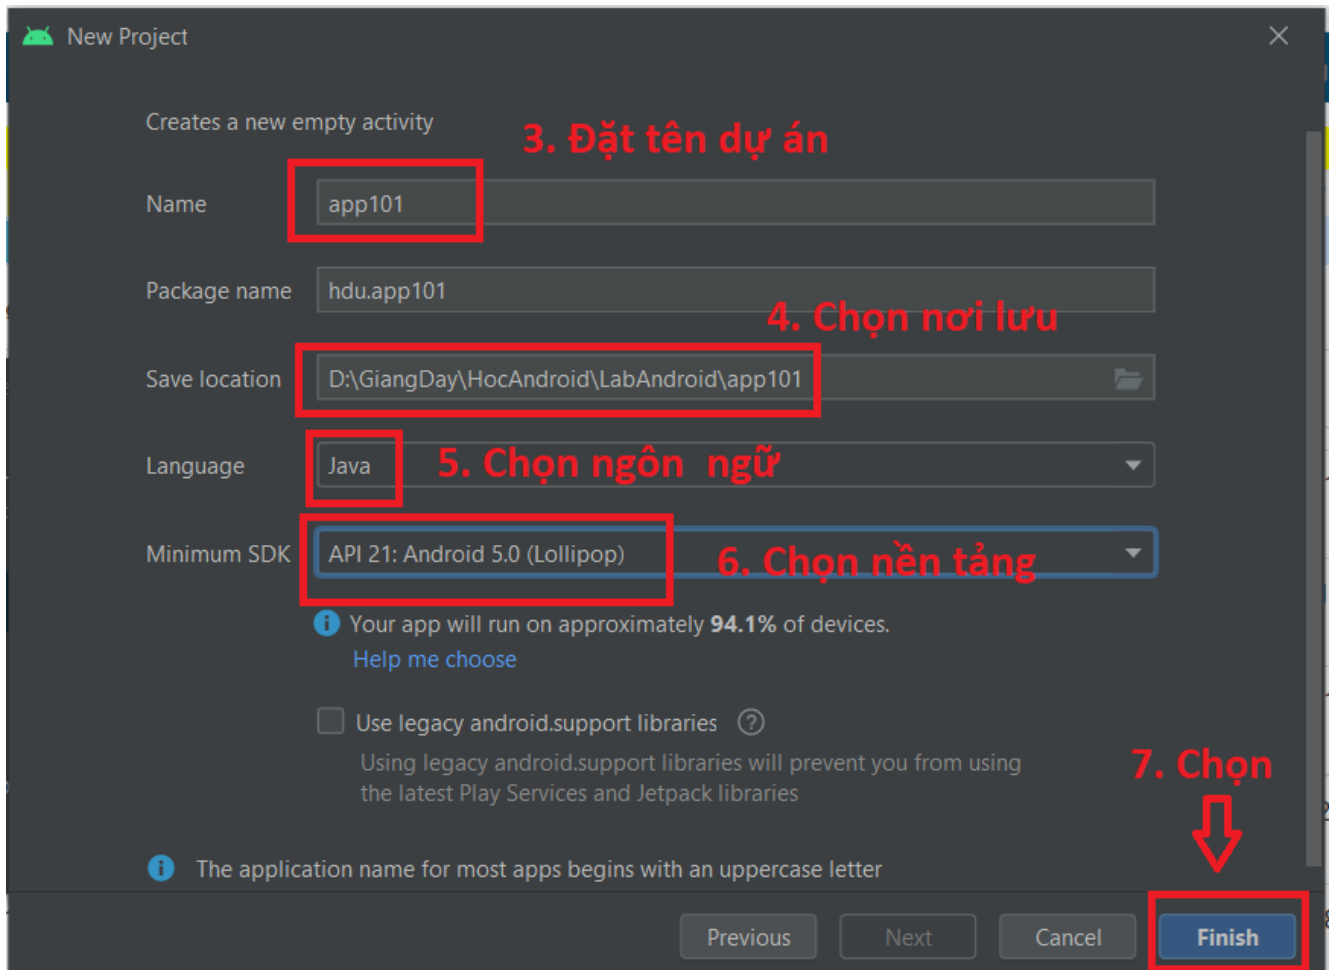 New Project
Creates a new empty activity
3. Đặt tên dự án
Name
app101
Package name
hdu.app101
4. Chọn nơi lưu
Save location
D:\GiangDay\HocAndroid\LabAndroid\app101
Language
Java
5. Chọn ngôn ngữ
Minimum SDK
API 21: Android 5.0 (Lollipop)
6. Chọn nền tảng
Your app will run on approximately 94.1% of devices.
Help me choose
Use legacy android.support libraries
Using legacy android.support libraries will prevent you from using
the latest Play Services and Jetpack libraries
7. Chọn
The application name for most apps begins with an uppercase letter
Previous
Next
Cancel
Finish